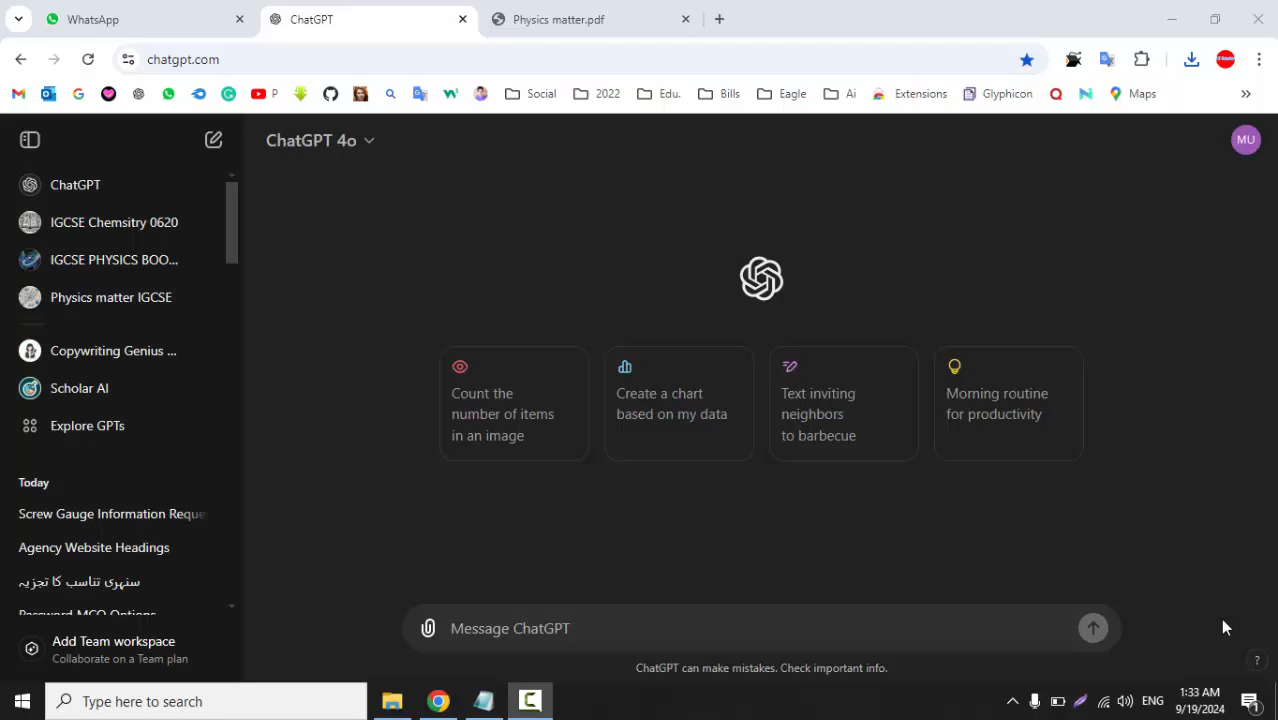 WhatsApp
ChatGPT
Physics matter.pdf
chatgpt.com
P
Social
2022
Edu.
Bills
Eagle
Ai
Extensions
Glyphicon
Maps
ChatGPT 4o
MU
ChatGPT
IGCSE Chemsitry 0620
IGCSE PHYSICS BOO...
Physics matter IGCSE
Copywriting Genius ...
Scholar AI
Explore GPTs
Today
Screw Gauge Information Reque
Agency Website Headings
سنہری تناسب کا تجزیہ
Password MCQ Options
Add Team workspace
Collaborate on a Team plan
Count the
number of items
in an image
Create a chart
based on my data
Text inviting
neighbors
to barbecue
Morning routine
for productivity
Message ChatGPT
ChatGPT can make mistakes. Check important info.
?
Type here to search
ENG
1:33 AM
9/19/2024
1